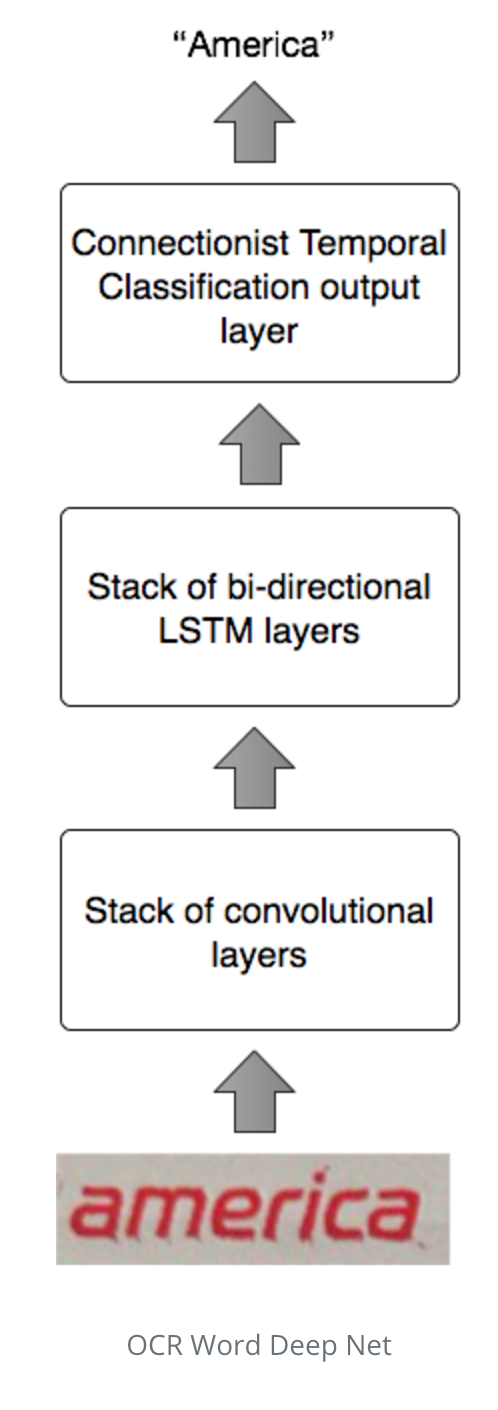 “America”
Connectionist Temporal
Classification output
layer
Stack of bi-directional
LSTM layers
Stack of convolutional
layers
america
OCR Word Deep Net